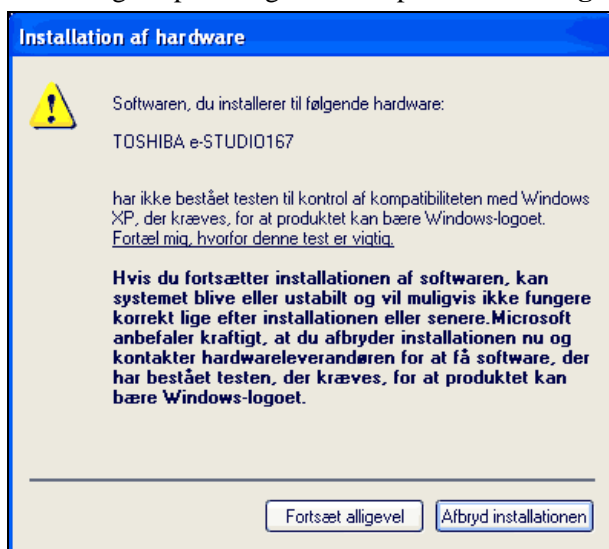 Installation af hardware
Softwaren, du installerer til følgende hardware:
TOSHIBA e-STUDIO167
har ikke bestået testen til kontrol af kompatibiliteten med Windows
XP, der kræves, for at produktet kan bære Windows-logoet.
Fortæl mig, hvorfor denne test er vigtig.
Hvis du fortsætter installationen af softwaren, kan
systemet blive eller ustabilt og vil muligvis ikke fungere
korrekt lige efter installationen eller senere.Microsoft
anbefaler kraftigt, at du afbryder installationen nu og
kontakter hardwareleverandøren for at få software, der
har bestået testen, der kræves, for at produktet kan
bære Windows-logoet.
Fortsæt alligevel
Afbryd installationen